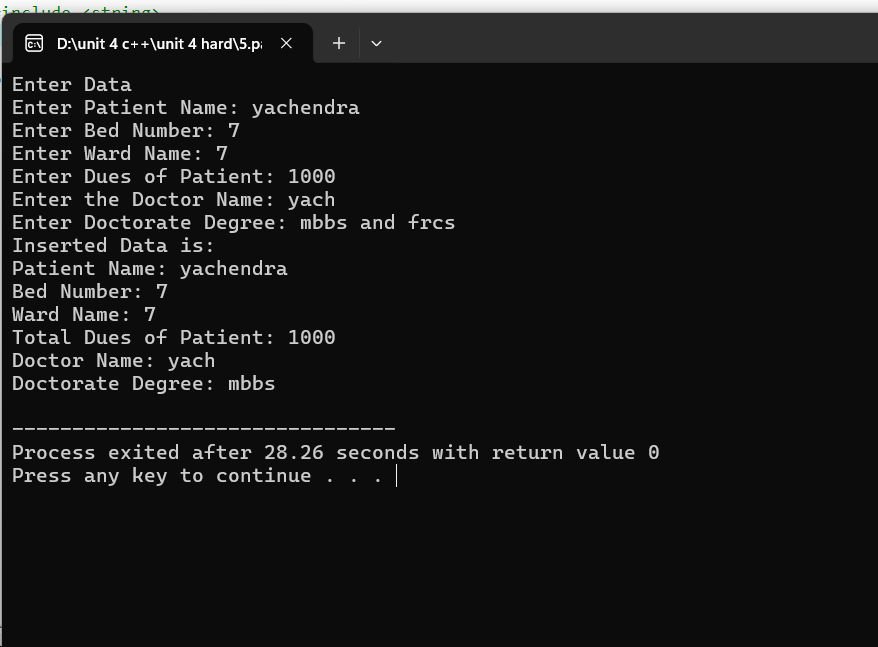 include <string>
D:\unit 4 c++\unit 4 hard\5.pa
Enter Data
Enter Patient Name: yachendra
Enter Bed Number: 7
Enter Ward Name: 7
Enter Dues of Patient: 1000
Enter the Doctor Name: yach
Enter Doctorate Degree: mbbs and frcs
Inserted Data is:
Patient Name: yachendra
Bed Number: 7
Ward Name: 7
Total Dues of Patient: 1000
Doctor Name: yach
Doctorate Degree: mbbs
--------------------------------
Process exited after 28.26 seconds with return value 0
Press any key to continue . . .